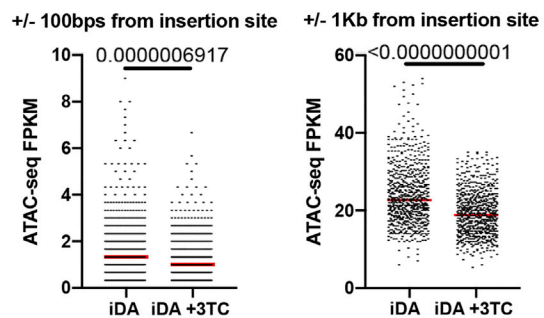 +/- 100bps from insertion site
0.0000006917
10
8
6
4
2
0
ATAC-seq FPKM
iDA
iDA +3TC
+/- 1Kb from insertion site
<0.0000000001
60
40
20
0
ATAC-seq FPKM
iDA
iDA +3TC